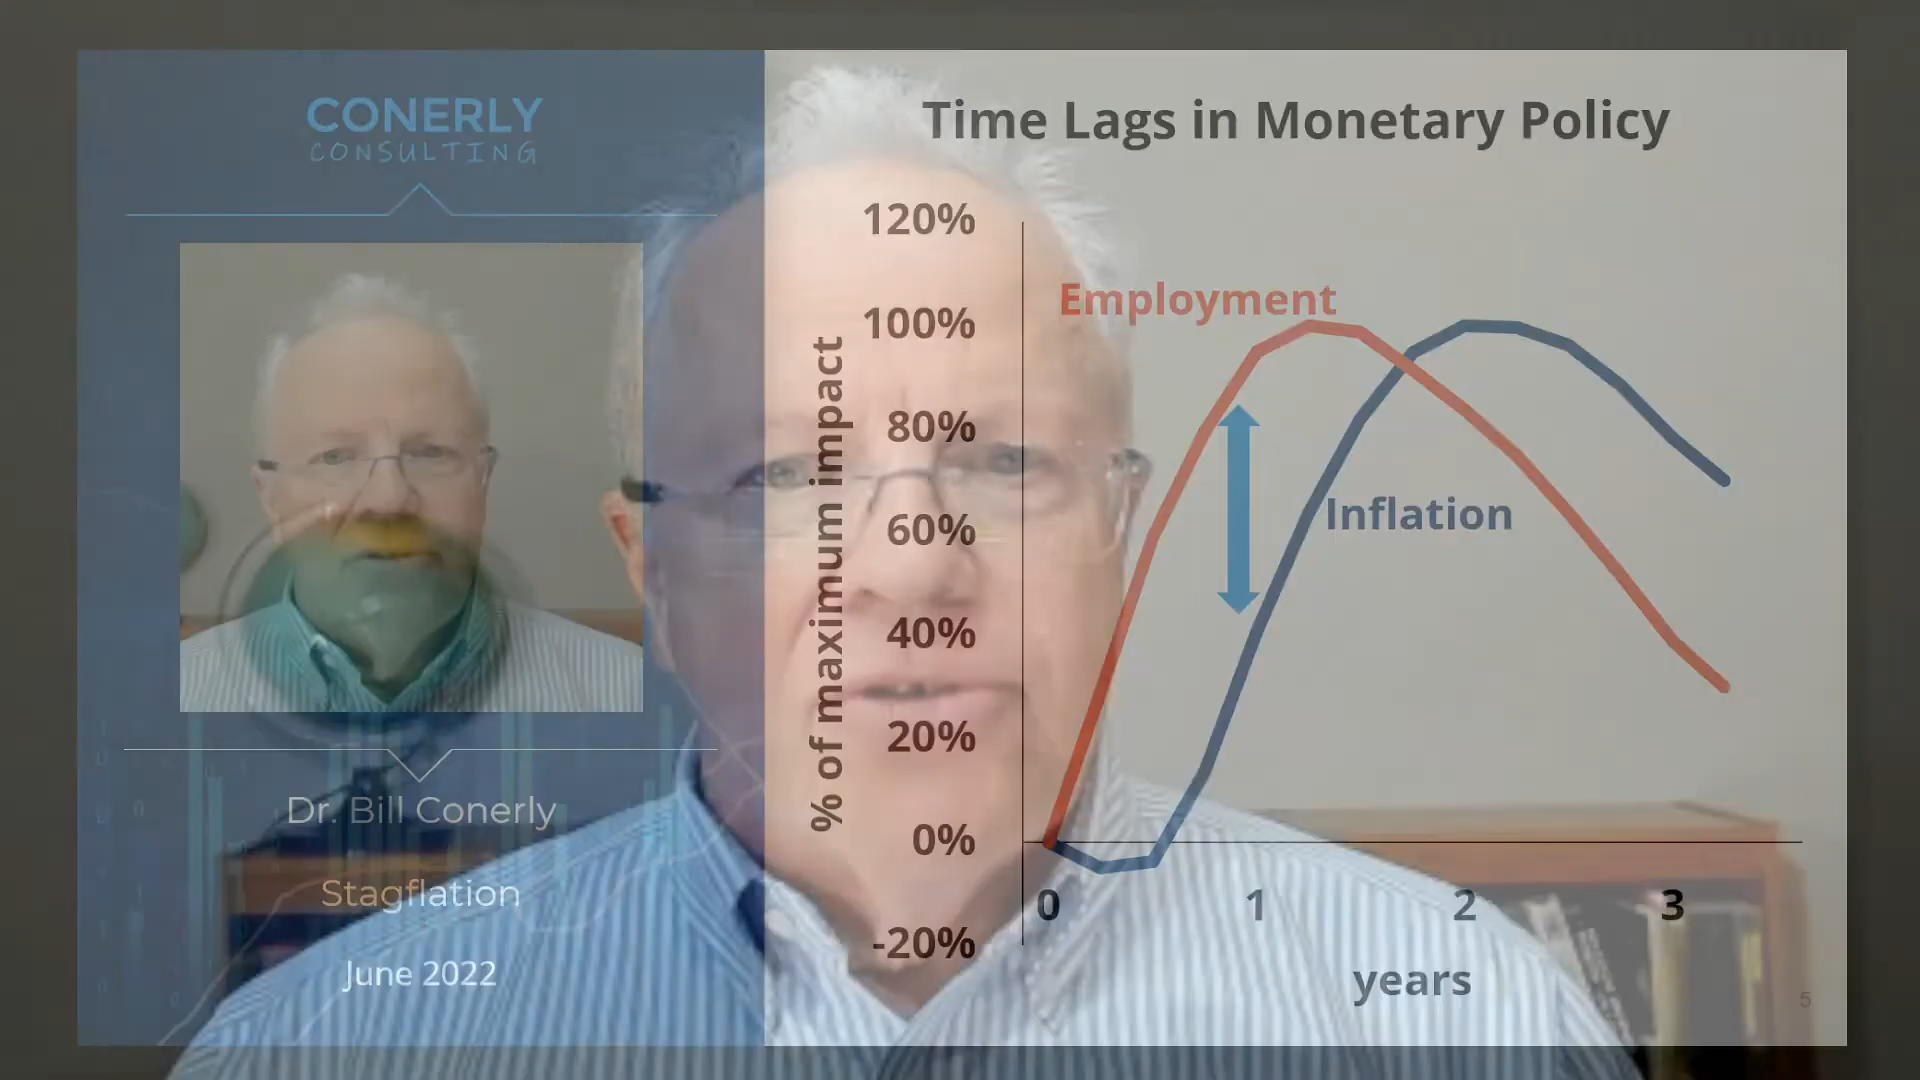 CONERLY
CONSULTING
Dr. Bill Conerly
Stagflation
June 2022
Time Lags in Monetary Policy
% of maximum impact
120%
100%
80%
60%
40%
20%
0%
-20%
Employment
Inflation
0
1
2
3
years
5